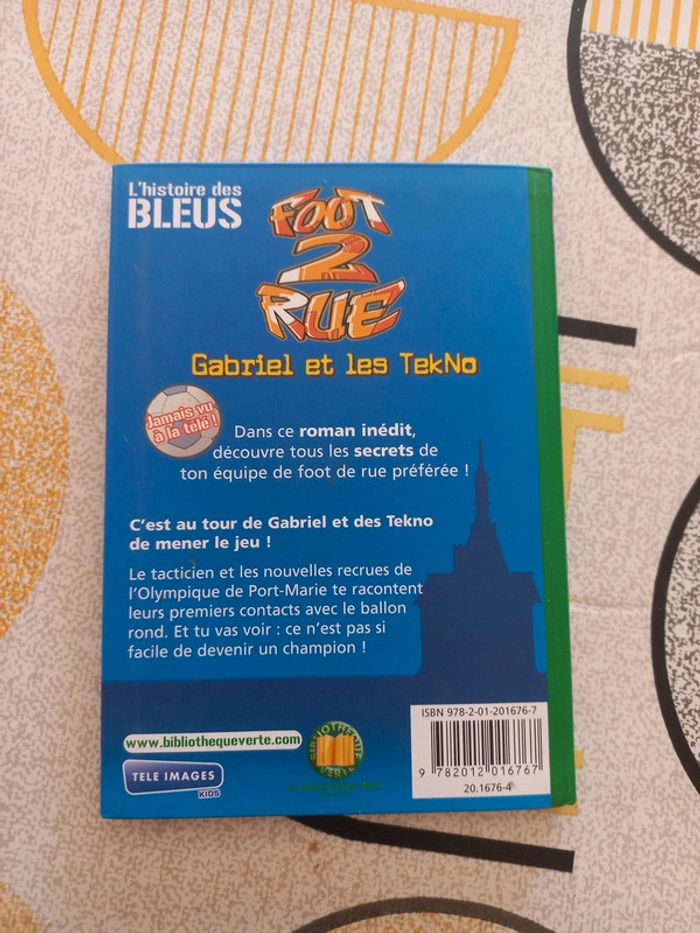 L'histoire des
BLEUS
FOOT
2
RUE
Gabriel et les TekNo
Jamais vu
à la télé !
Dans ce roman inédit,
découvre tous les secrets de
ton équipe de foot de rue préférée !
C'est au tour de Gabriel et des Tekno
de mener le jeu !
Le tacticien et les nouvelles recrues de
l'Olympique de Port-Marie te racontent
leurs premiers contacts avec le ballon
rond. Et tu vas voir : ce n'est pas si
facile de devenir un champion !
ISBN 978-2-01-201676-7
www.bibliothequeverte.com
BIBLIOTHEQUE
VERTE
TELE IMAGES
KIDS
9 782012 016767
20.1676-4